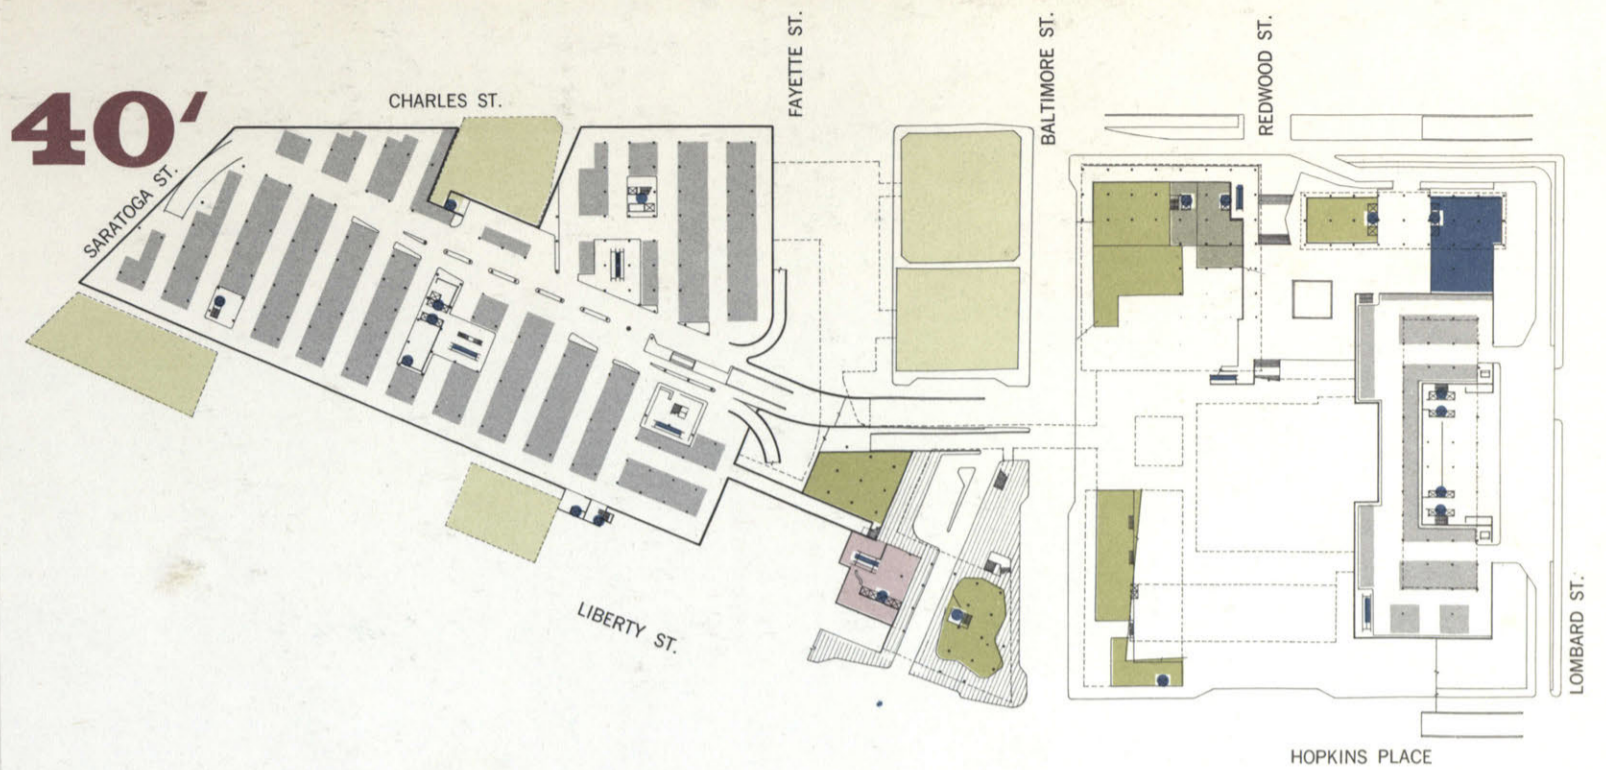 40'
CHARLES ST.
SARATOGA ST.
FAYETTE ST.
BALTIMORE ST.
REDWOOD ST.
LIBERTY ST.
LOMBARD ST.
HOPKINS PLACE